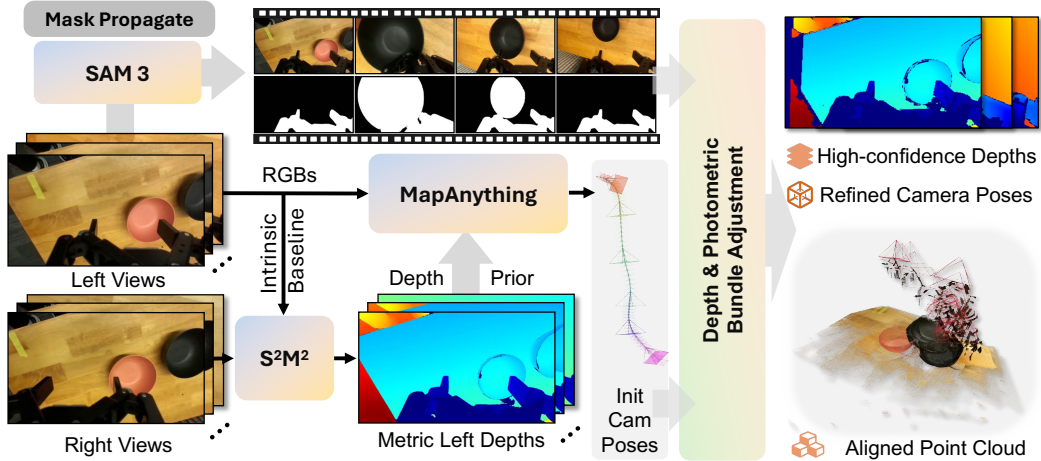 Mask Propagate
SAM 3
RGBs
MapAnything
Left Views
Intrinsic
Baseline
Depth Prior
S²M²
Right Views
Metric Left Depths
Init
Cam
Poses
Depth & Photometric
Bundle Adjustment
High-confidence Depths
Refined Camera Poses
Aligned Point Cloud